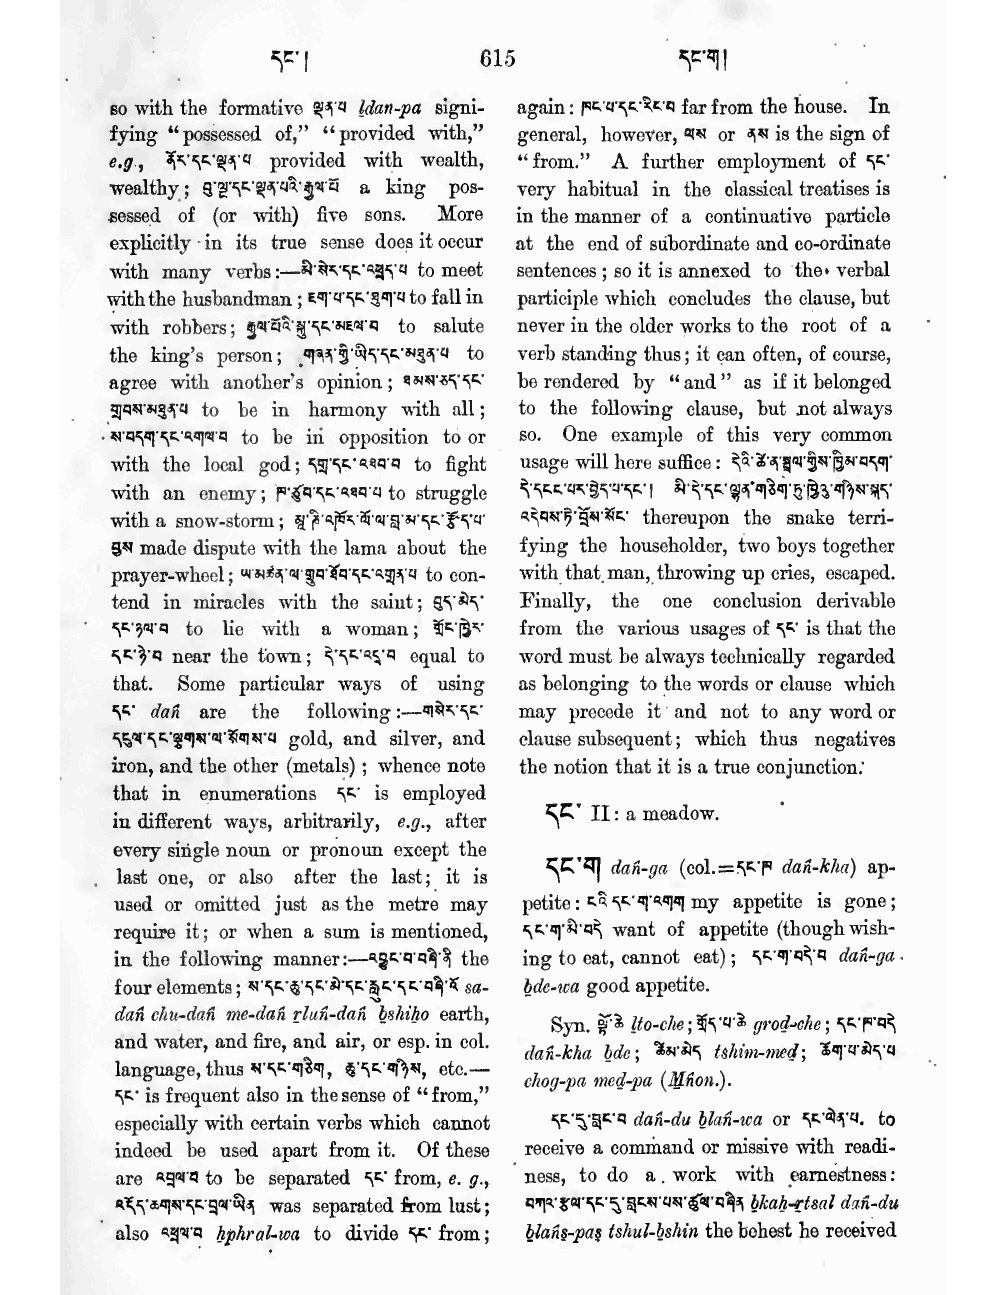 དང་།
615
དང་ག།
so with the formative ལྡན་པ ldan-pa signi-
fying “possessed of,” “provided with,”
e.g., ནོར་དང་ལྡན་པ provided with wealth,
wealthy; བུ་ལྔ་དང་ལྡན་པའི་རྒྱལ་པོ a king pos-
sessed of (or with) five sons. More
explicitly in its true sense does it occur
with many verbs:—མི་སེར་དང་འཕྲད་པ to meet
with the husbandman; ཇག་པ་དང་ཐུག་པ to fall in
with robbers; རྒྱལ་པོའི་སྐུ་དང་མཇལ་བ to salute
the king’s person; གཞན་གྱི་ཡིད་དང་མཐུན་པ to
agree with another’s opinion; ཐམས་ཅད་དང་
གྲབས་མཐུན་པ to be in harmony with all;
ས་བདག་དང་འགལ་བ to be in opposition to or
with the local god; དགྲ་དང་འཐབ་པ to fight
with an enemy; ཁ་ཙུབ་དང་འཐབ་པ to struggle
with a snow-storm; མཱ་ཎི་འཁོར་ལོ་ལ་བླ་མ་དང་རྩོད་པ་
བྱས made dispute with the lama about the
prayer-wheel; ཡ་མཚན་ལ་གྲུབ་ཐོབ་དང་འགྲན་པ to con-
tend in miracles with the saint; བུད་མེད་
དང་ཉལ་བ to lie with a woman; གྲོང་ཁྱེར་
དང་ཉེ་བ near the town; དེ་དང་འདྲ་བ equal to
that. Some particular ways of using
དང་ dań are the following:—གསེར་དང་
དངུལ་དང་ལྕགས་ལ་སོགས་པ gold, and silver, and
iron, and the other (metals); whence note
that in enumerations དང་ is employed
in different ways, arbitrarily, e.g., after
every single noun or pronoun except the
last one, or also after the last; it is
used or omitted just as the metre may
require it; or when a sum is mentioned,
in the following manner:—འབྱུང་བ་བཞི་ནི the
four elements; ས་དང་ཆུ་དང་མེ་དང་རླུང་དང་བཞི་པོ sa-
dań chu-dań me-dań rluń-dań bshiḥo earth,
and water, and fire, and air, or esp. in col.
language, thus ས་དང་གཅིག, ཆུ་དང་གཉིས, etc.—
དང་ is frequent also in the sense of “from,”
especially with certain verbs which cannot
indeed be used apart from it. Of these
are འབྲལ་བ to be separated དང་ from, e. g.,
འདོད་ཆགས་དང་བྲལ་ཡིན was separated from lust;
also འཕྲལ་བ ḥphral-wa to divide དང་ from;
again: ཁང་པ་དང་རིང་བ far from the house. In
general, however, ལས or ནས is the sign of
“from.” A further employment of དང་
very habitual in the classical treatises is
in the manner of a continuative particle
at the end of subordinate and co-ordinate
sentences; so it is annexed to the verbal
participle which concludes the clause, but
never in the older works to the root of a
verb standing thus; it can often, of course,
be rendered by “and” as if it belonged
to the following clause, but not always
so. One example of this very common
usage will here suffice: དེའི་ཚེ་ན་སྦྲུལ་གྱིས་ཁྱིམ་བདག་
དེ་དངང་པར་བྱེད་པ་དང་། མི་དེ་དང་ལྷན་གཅིག་ཏུ་ཁྱེའུ་གཉིས་སྐད་
འདེབས་ཏེ་བྲོས་སོང་ thereupon the snake terri-
fying the householder, two boys together
with that man, throwing up cries, escaped.
Finally, the one conclusion derivable
from the various usages of དང་ is that the
word must be always technically regarded
as belonging to the words or clause which
may precede it and not to any word or
clause subsequent; which thus negatives
the notion that it is a true conjunction.
དང་ II: a meadow.
དང་ག dań-ga (col.=དང་ཁ dań-kha) ap-
petite: ངའི་དང་ག་འགག my appetite is gone;
དང་ག་མི་བདེ want of appetite (though wish-
ing to eat, cannot eat); དང་ག་བདེ་བ dań-ga
bde-wa good appetite.
Syn. ལྟོ་ཆེ lto-che; གྲོད་པ་ཆེ grod-che; དང་ཁ་བདེ
dań-kha bde; ཚིམ་མེད tshim-med; ཆོག་པ་མེད་པ
chog-pa med-pa (Mńon.).
དང་དུ་བླང་བ dań-du blań-wa or དང་ལེན་པ. to
receive a command or missive with readi-
ness, to do a work with earnestness:
བཀའ་རྩལ་དང་དུ་བླངས་པས་ཚུལ་བཞིན bkaḥ-rtsal dań-du
blańs-pas tshul-bshin the behest he received